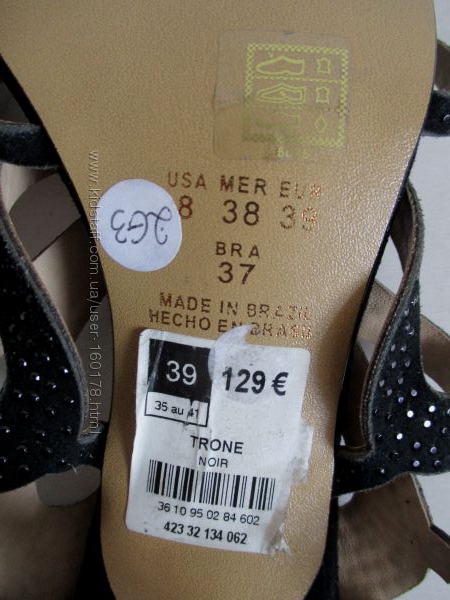 USA MER EUR
8 38 39
BRA
37
MADE IN BRAZIL
HECHO EN BRASIL
263
39
129 €
35 au 41
TRONE
NOIR
36 10 95 02 84 602
423 32 134 062
www.kidstaff.com.ua/user-160178.html